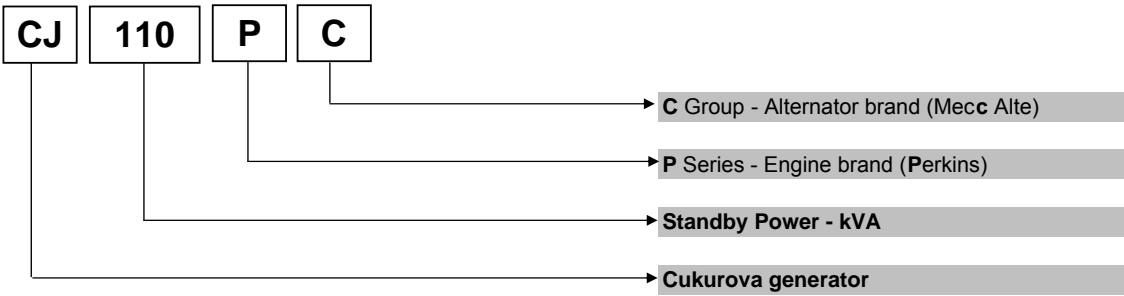 CJ 110 P C
C Group - Alternator brand (Mecc Alte)
P Series - Engine brand (Perkins)
Standby Power - kVA
Cukurova generator